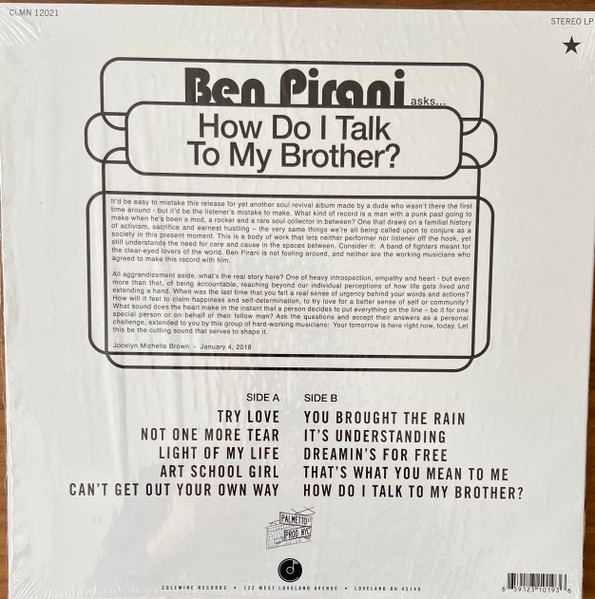 CLMN 12021
STEREO LP
Ben Pirani asks...
How Do I Talk
To My Brother?
It'd be easy to mistake this release for yet another soul revival album made by a dude who wasn't there the first
time around - but it'd be the listener's mistake to make. What kind of record is a man with a punk past going to
make when he's been a mod, a rocker and a rare soul collector in between? One that draws on a familial history
of activism, sacrifice and earnest hustling – the very same things we're all being called upon to conjure as a
society in this present moment. This is a body of work that lets neither performer nor listener off the hook, yet
still understands the need for care and cause in the spaces between. Consider it: A band of fighters meant for
the clear-eyed lovers of the world. Ben Pirani is not fooling around, and neither are the working musicians who
agreed to make this record with him.
All aggrandizement aside, what's the real story here? One of heavy introspection, empathy and heart - but even
more than that, of being accountable, reaching beyond our individual perceptions of how life gets lived and
extending a hand. When was the last time that you felt a real sense of urgency behind your words and actions?
How will it feel to claim happiness and self-determination, to try love for a better sense of self or community?
What sound does the heart make in the instant that a person decides to put everything on the line – be it for one
special person or on behalf of their fellow man? Ask the questions and accept their answers as a personal
challenge, extended to you by this group of hard-working musicians: Your tomorrow is here right now, today. Let
this be the cutting sound that serves to shape it.
Jocelyn Michelle Brown - January 4, 2018
SIDE A
TRY LOVE
NOT ONE MORE TEAR
LIGHT OF MY LIFE
ART SCHOOL GIRL
CAN'T GET OUT YOUR OWN WAY
SIDE B
YOU BROUGHT THE RAIN
IT'S UNDERSTANDING
DREAMIN'S FOR FREE
THAT'S WHAT YOU MEAN TO ME
HOW DO I TALK TO MY BROTHER?
PALMETTO
PROD. NYC
COLEMINE RECORDS • 122 WEST LOVELAND AVENUE • LOVELAND OH 45140
6 59123 10193 6